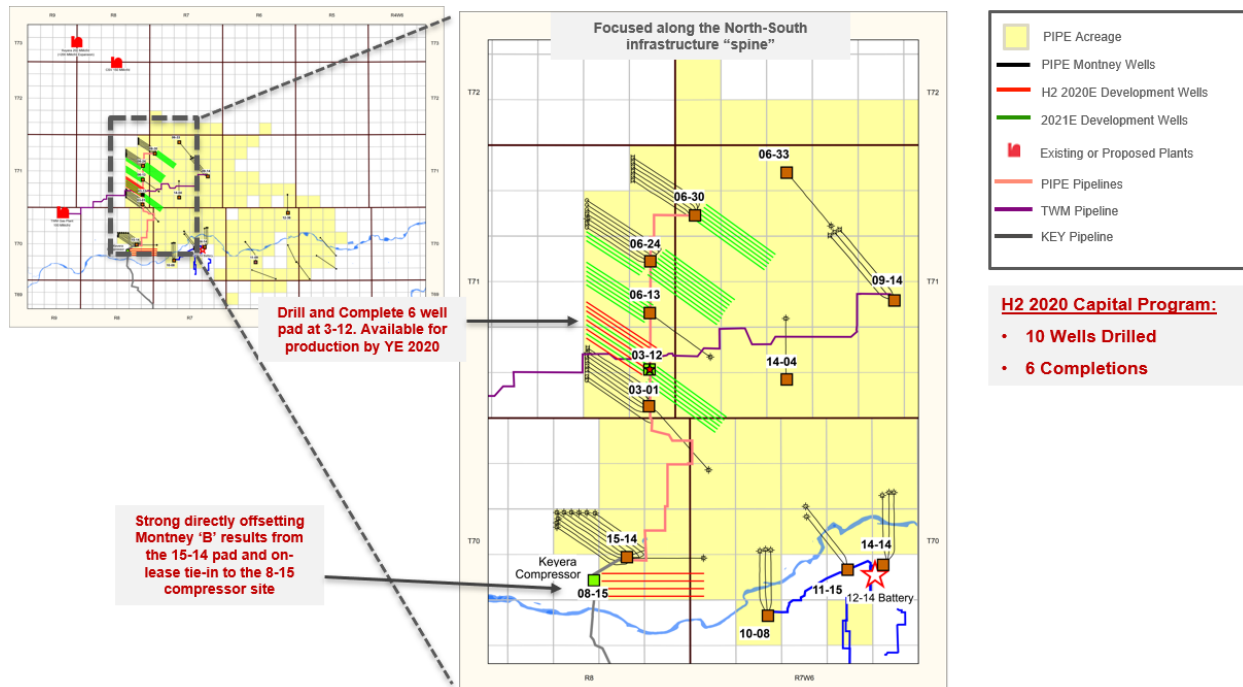 R9
R8
R7
R6
R5
R4W6
T73
T73
T72
T72
T71
T71
T70
T70
T69
T69
R9
R8
R7
R6
R5
R4W6
Focused along the North-South
infrastructure “spine”
T72
T72
T71
T71
T70
T70
06-33
06-30
06-24
09-14
06-13
03-12
14-04
03-01
15-14
14-14
Keyera
Compressor
08-15
11-15
12-14 Battery
10-08
R8
R7W6
Drill and Complete 6 well
pad at 3-12. Available for
production by YE 2020
Strong directly offsetting
Montney ‘B’ results from
the 15-14 pad and on-
lease tie-in to the 8-15
compressor site
PIPE Acreage
PIPE Montney Wells
H2 2020E Development Wells
2021E Development Wells
Existing or Proposed Plants
PIPE Pipelines
TWM Pipeline
KEY Pipeline
H2 2020 Capital Program:
• 10 Wells Drilled
• 6 Completions